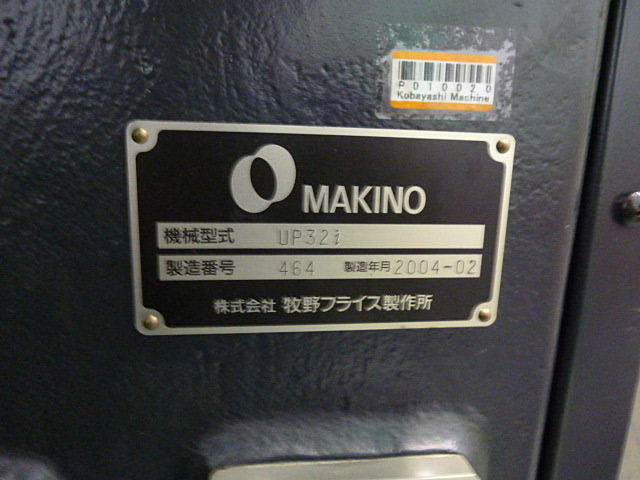 P010020
Kobayashi Machine
MAKINO
機械型式 UP32i
製造番号 464 製造年月 2004-02
株式会社 牧野フライス製作所